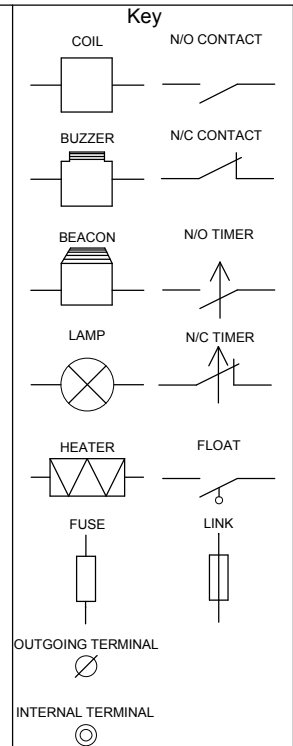 Key
COIL N/O CONTACT
BUZZER N/C CONTACT
BEACON N/O TIMER
LAMP N/C TIMER
HEATER FLOAT
FUSE LINK
OUTGOING TERMINAL
INTERNAL TERMINAL